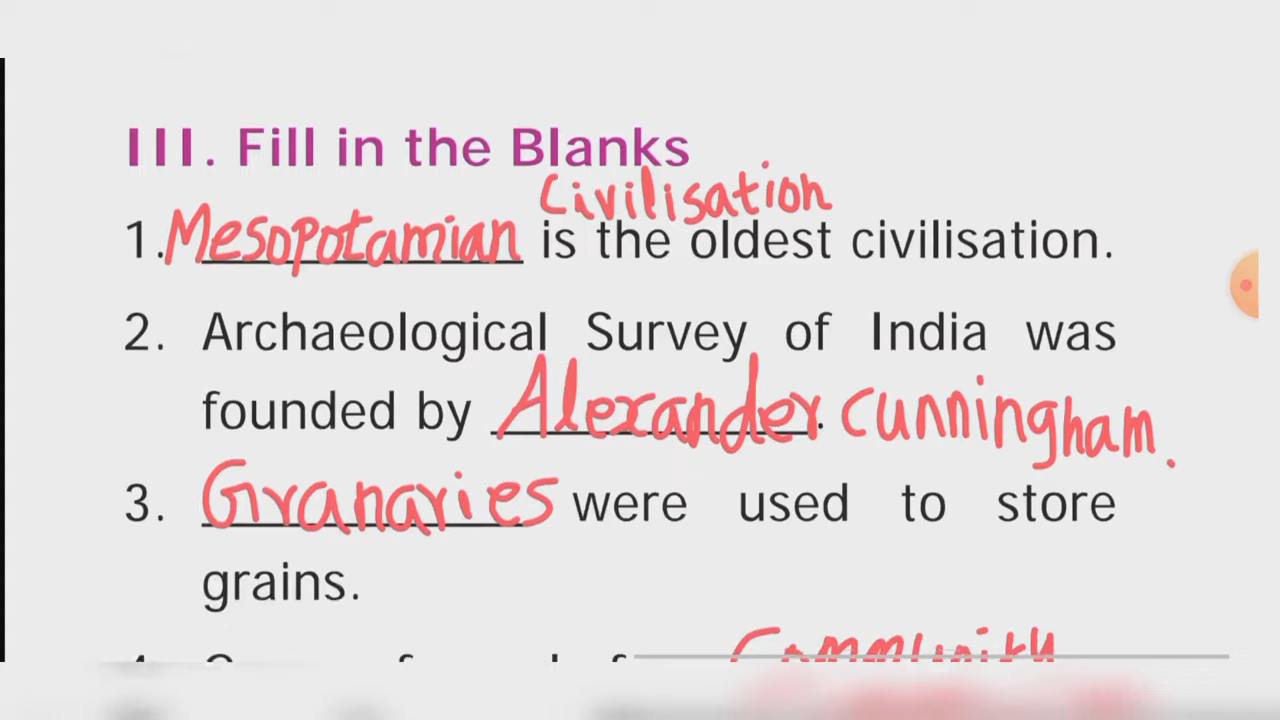 III. Fill in the Blanks
Civilisation
1. Mesopotamian is the oldest civilisation.
2. Archaeological Survey of India was
founded by Alexander. Cunningham.
3. Granaries were used to store
grains.
Community